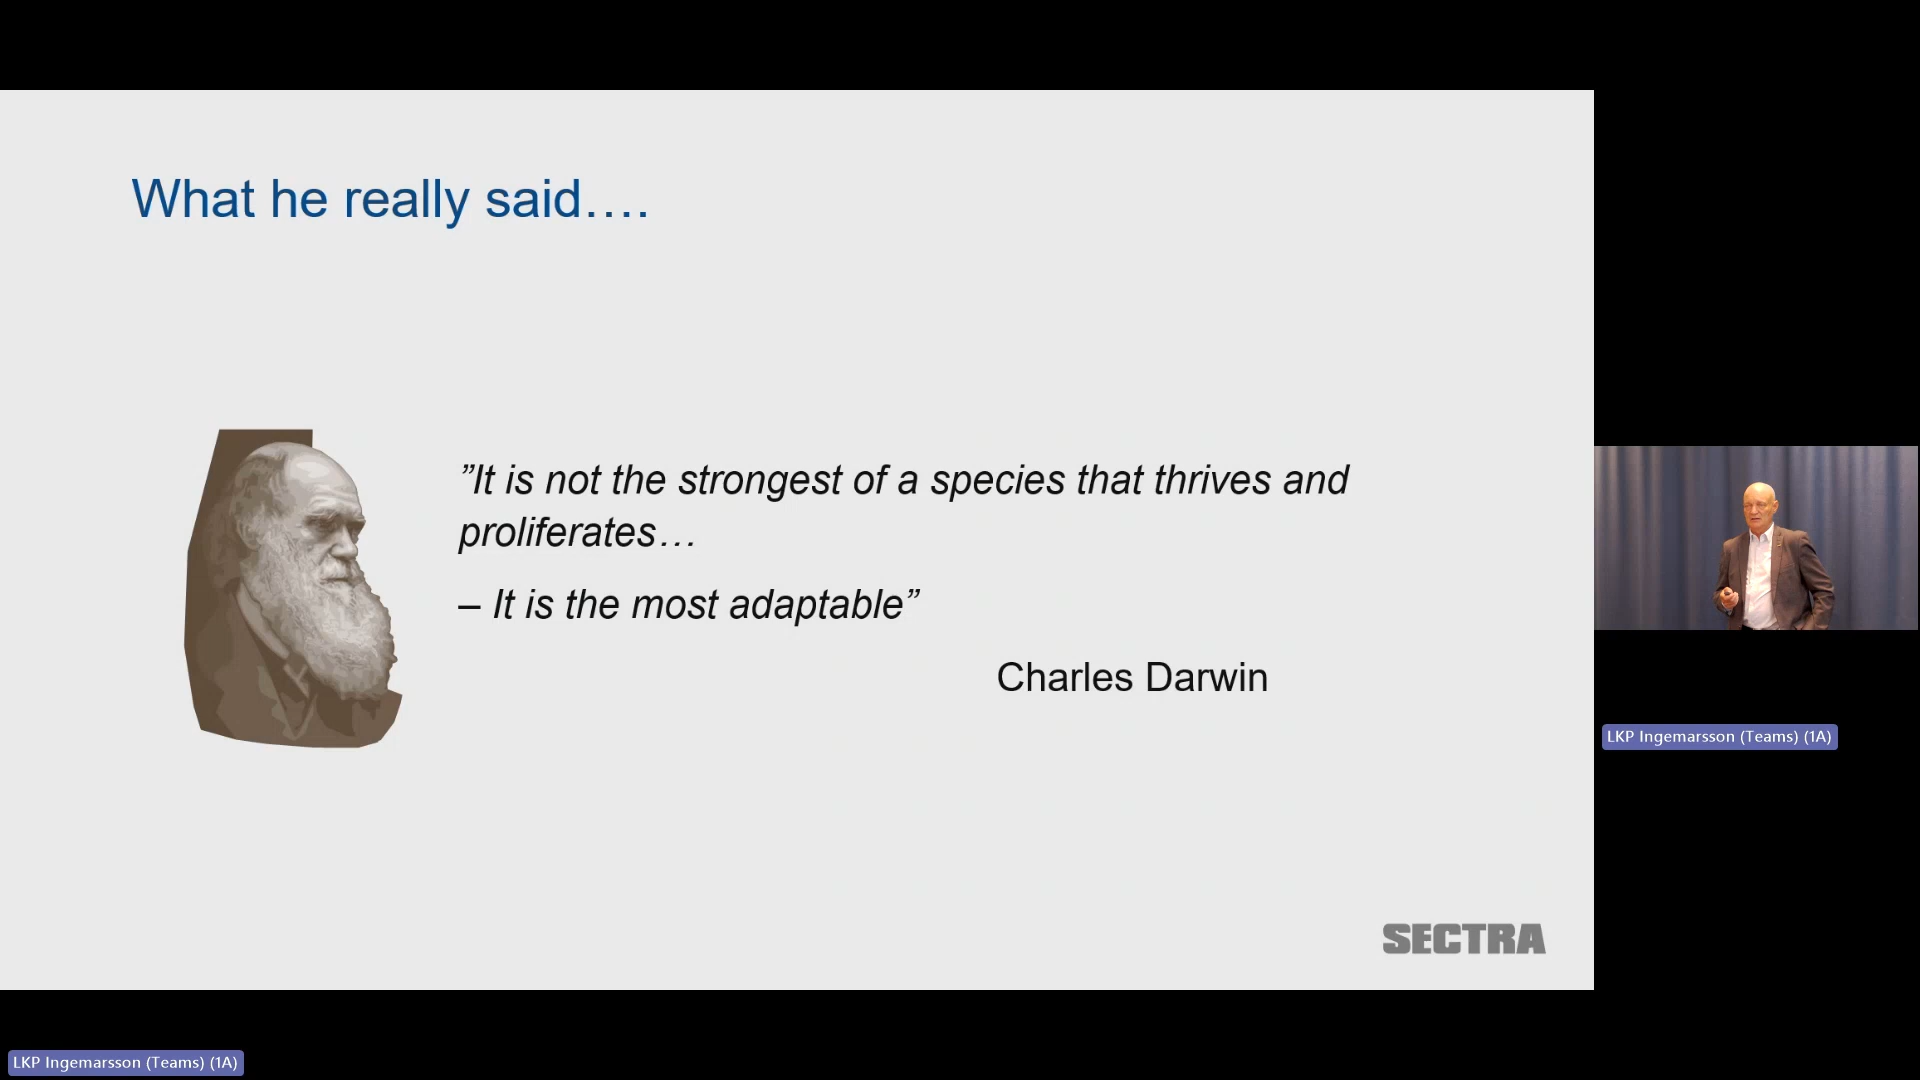 What he really said….
”It is not the strongest of a species that thrives and
proliferates…
– It is the most adaptable”
Charles Darwin
SECTRA
LKP Ingemarsson (Teams) (1A)
LKP Ingemarsson (Teams) (1A)